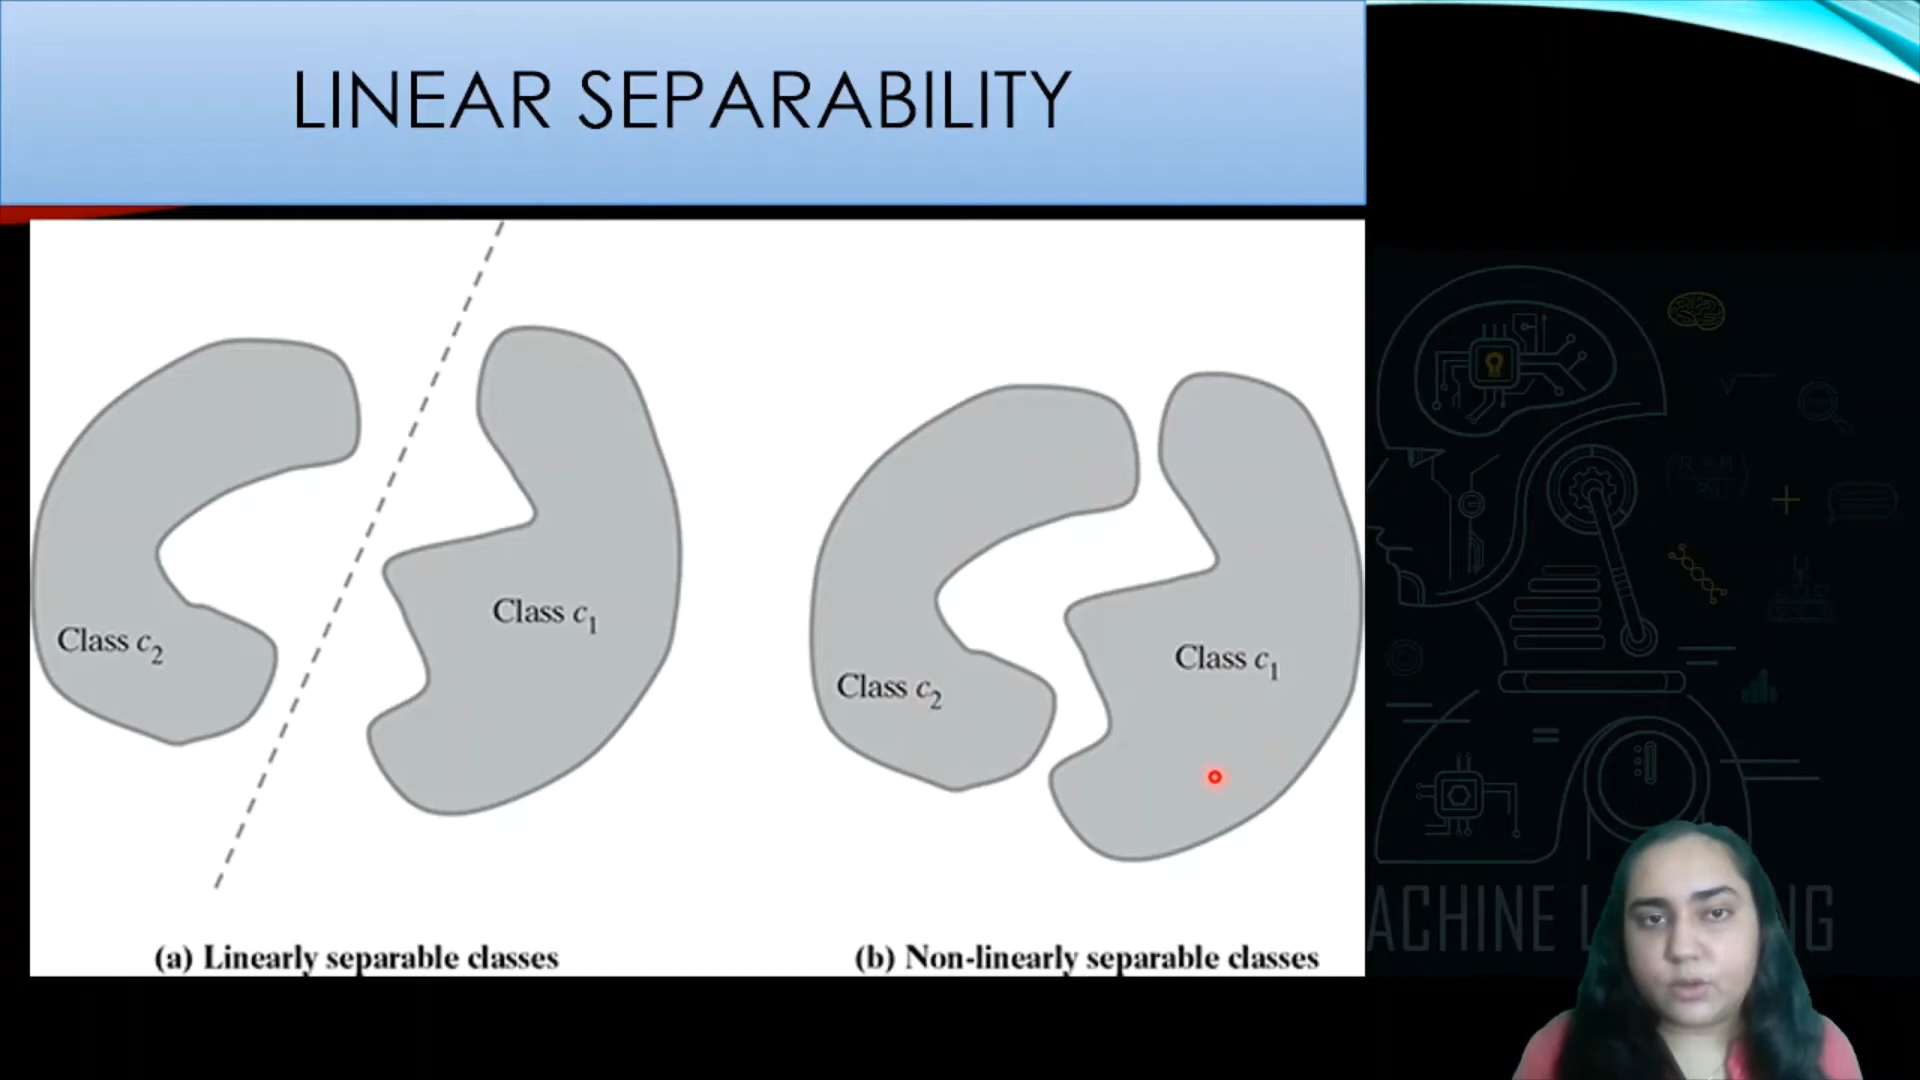 LINEAR SEPARABILITY
Class c₂
Class c₁
Class c₂
Class c₁
(a) Linearly separable classes
(b) Non-linearly separable classes